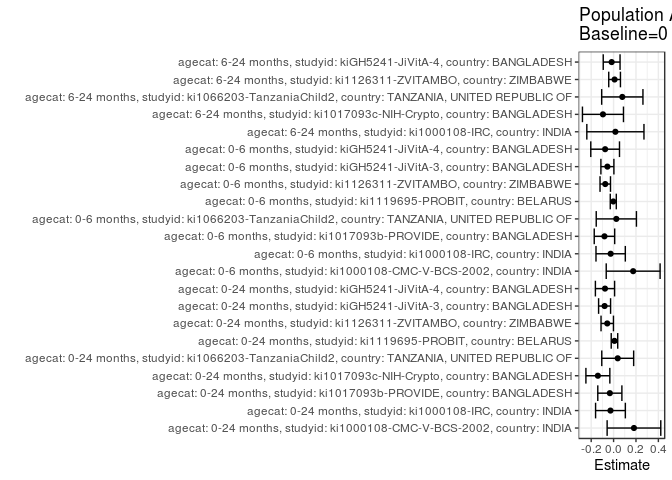 Population
Baseline=0
agecat: 6-24 months, studyid: kiGH5241-JiVitA-4, country: BANGLADESH
agecat: 6-24 months, studyid: ki1126311-ZVITAMBO, country: ZIMBABWE
agecat: 6-24 months, studyid: ki1066203-TanzaniaChild2, country: TANZANIA, UNITED REPUBLIC OF
agecat: 6-24 months, studyid: ki1017093c-NIH-Crypto, country: BANGLADESH
agecat: 6-24 months, studyid: ki1000108-IRC, country: INDIA
agecat: 0-6 months, studyid: kiGH5241-JiVitA-4, country: BANGLADESH
agecat: 0-6 months, studyid: kiGH5241-JiVitA-3, country: BANGLADESH
agecat: 0-6 months, studyid: ki1126311-ZVITAMBO, country: ZIMBABWE
agecat: 0-6 months, studyid: ki1119695-PROBIT, country: BELARUS
agecat: 0-6 months, studyid: ki1066203-TanzaniaChild2, country: TANZANIA, UNITED REPUBLIC OF
agecat: 0-6 months, studyid: ki1017093b-PROVIDE, country: BANGLADESH
agecat: 0-6 months, studyid: ki1000108-IRC, country: INDIA
agecat: 0-6 months, studyid: ki1000108-CMC-V-BCS-2002, country: INDIA
agecat: 0-24 months, studyid: kiGH5241-JiVitA-4, country: BANGLADESH
agecat: 0-24 months, studyid: kiGH5241-JiVitA-3, country: BANGLADESH
agecat: 0-24 months, studyid: ki1126311-ZVITAMBO, country: ZIMBABWE
agecat: 0-24 months, studyid: ki1119695-PROBIT, country: BELARUS
agecat: 0-24 months, studyid: ki1066203-TanzaniaChild2, country: TANZANIA, UNITED REPUBLIC OF
agecat: 0-24 months, studyid: ki1017093c-NIH-Crypto, country: BANGLADESH
agecat: 0-24 months, studyid: ki1017093b-PROVIDE, country: BANGLADESH
agecat: 0-24 months, studyid: ki1000108-IRC, country: INDIA
agecat: 0-24 months, studyid: ki1000108-CMC-V-BCS-2002, country: INDIA
-0.2 0.0 0.2 0.4
Estimate